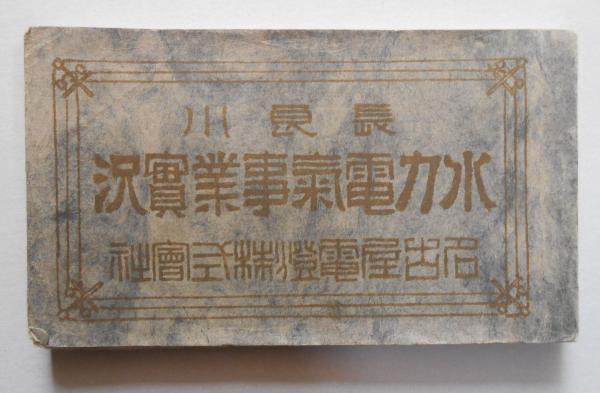 長良川
水力電氣事業實况
名古屋電燈株式會社